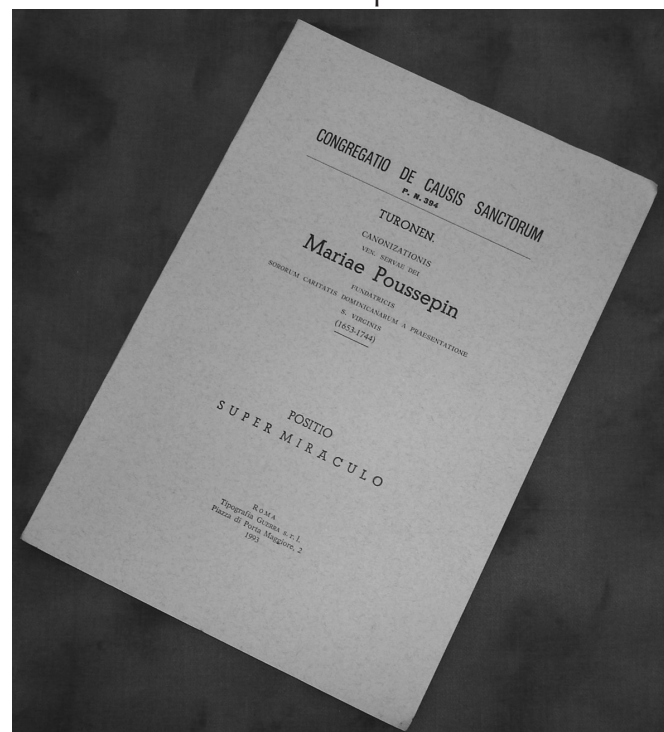 CONGREGATIO DE CAUSIS SANCTORUM
P. N. 394
TURONEN.
CANONIZATIONIS
VEN. SERVAE DEI
Mariae Poussepin
FUNDATRICIS
SORORUM CARITATIS DOMINICANARUM A PRAESENTATIONE
S. VIRGINIS
(1653-1744)
POSITIO
SUPER MIRACULO
ROMA
Tipografia GUERRA s. r. l.
Piazza di Porta Maggiore, 2
1993